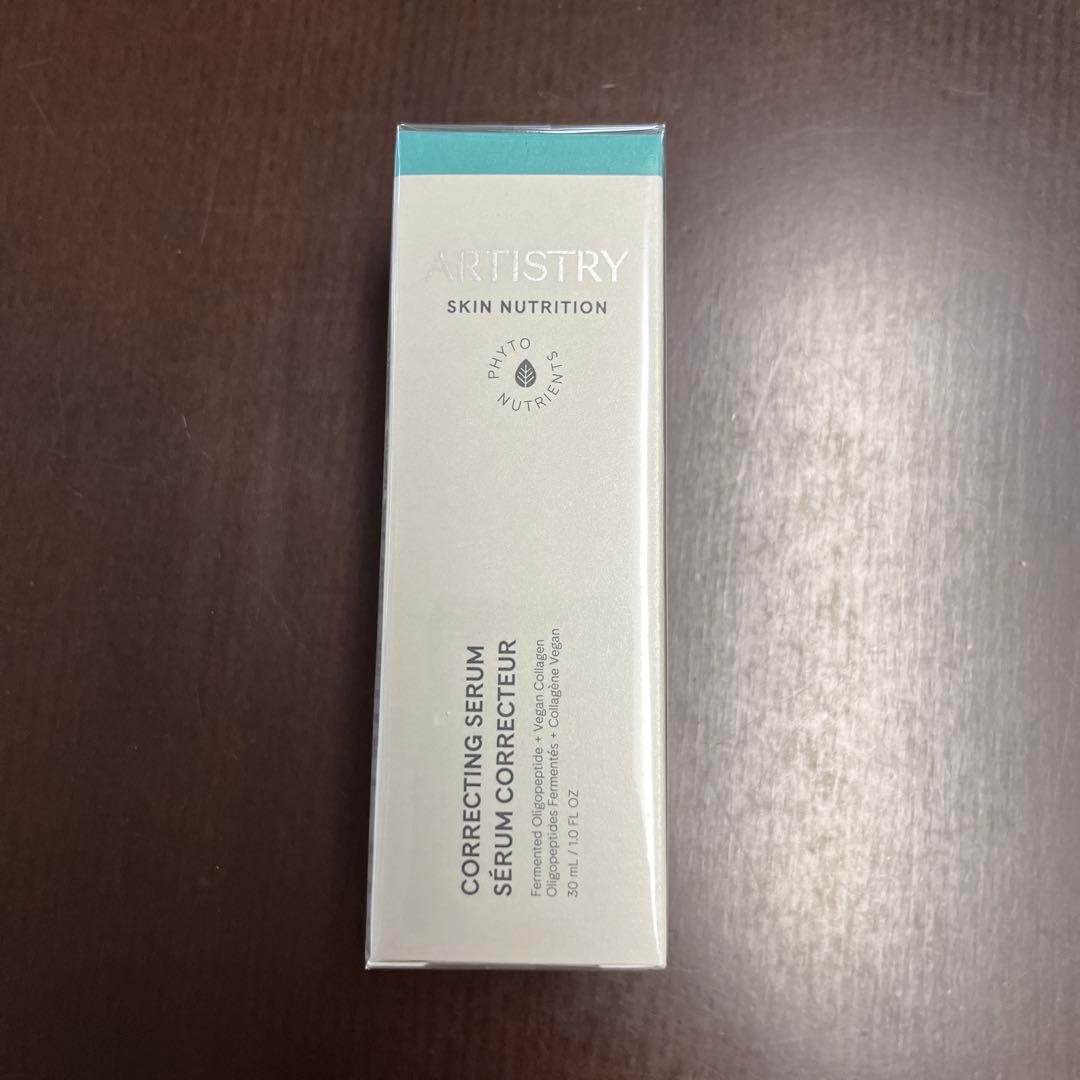 ARTISTRY
SKIN NUTRITION
PHYTO
NUTRIENTS
CORRECTING SERUM
SÉRUM CORRECTEUR
Fermented Oligopeptide + Vegan Collagen
Oligopeptides Fermentés + Collagène Vegan
30 mL / 1.0 FL OZ